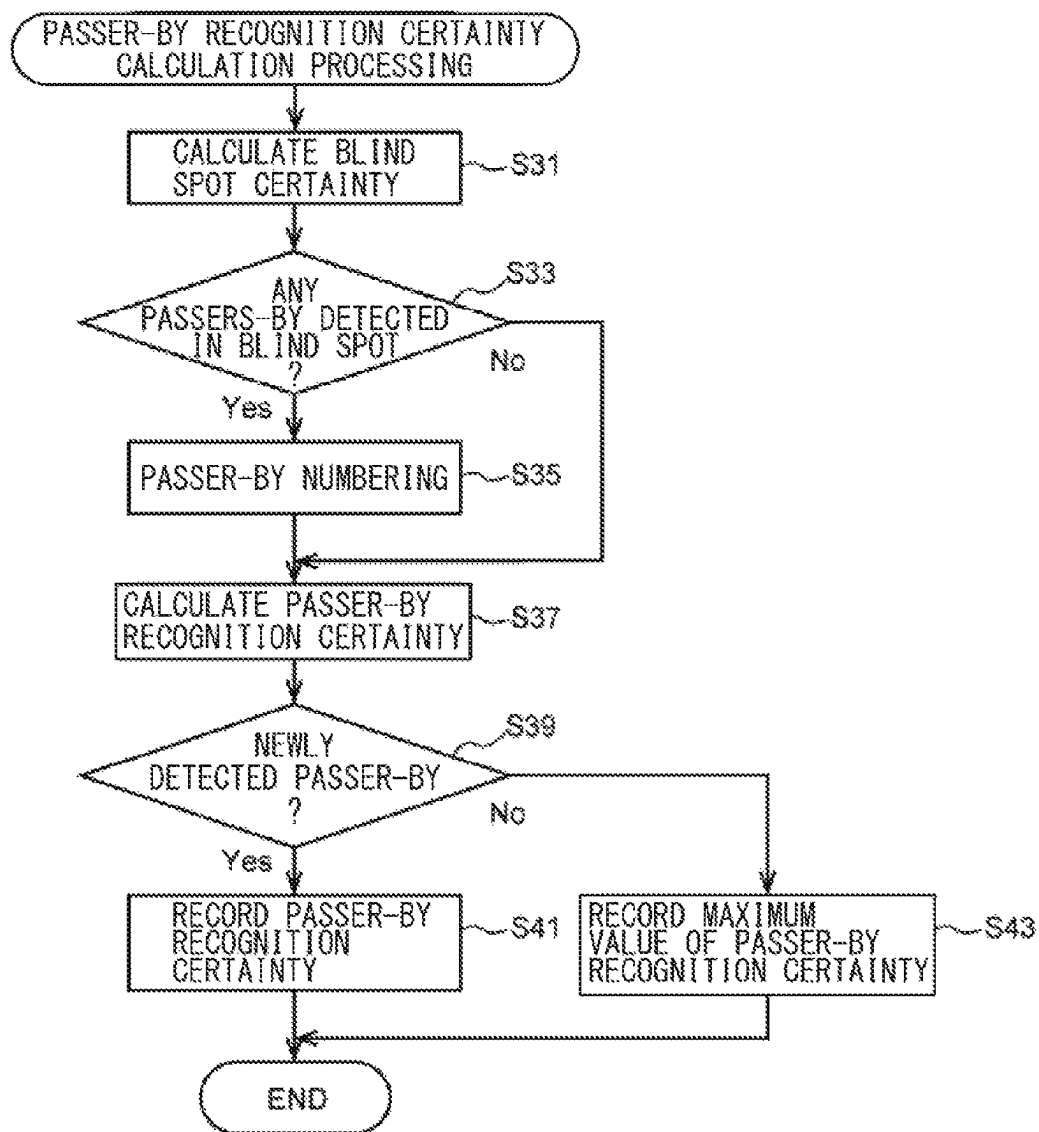 PASSER-BY RECOGNITION CERTAINTY
CALCULATION PROCESSING
CALCULATE BLIND
SPOT CERTAINTY
S31
S33
ANY
PASSERS-BY DETECTED
IN BLIND SPOT
?
No
Yes
PASSER-BY NUMBERING
S35
CALCULATE PASSER-BY
RECOGNITION CERTAINTY
S37
S39
NEWLY
DETECTED PASSER-BY
?
No
Yes
RECORD PASSER-BY
RECOGNITION
CERTAINTY
S41
RECORD MAXIMUM
VALUE OF PASSER-BY
RECOGNITION CERTAINTY
S43
END